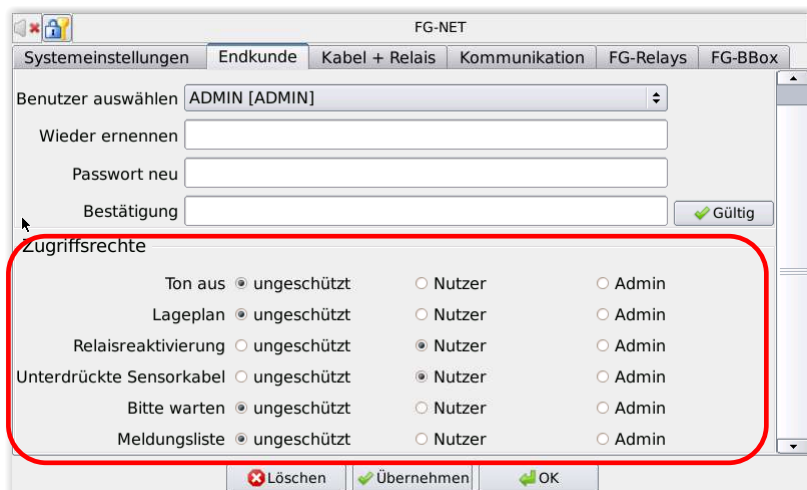 FG-NET
Systemeinstellungen Endkunde Kabel + Relais Kommunikation FG-Relays FG-BBox
Benutzer auswählen ADMIN [ADMIN]
Wieder ernennen
Passwort neu
Bestätigung Gültig
Zugriffsrechte
Ton aus ungeschützt Nutzer Admin
Lageplan ungeschützt Nutzer Admin
Relaisreaktivierung ungeschützt Nutzer Admin
Unterdrückte Sensorkabel ungeschützt Nutzer Admin
Bitte warten ungeschützt Nutzer Admin
Meldungsliste ungeschützt Nutzer Admin
Löschen Übernehmen OK